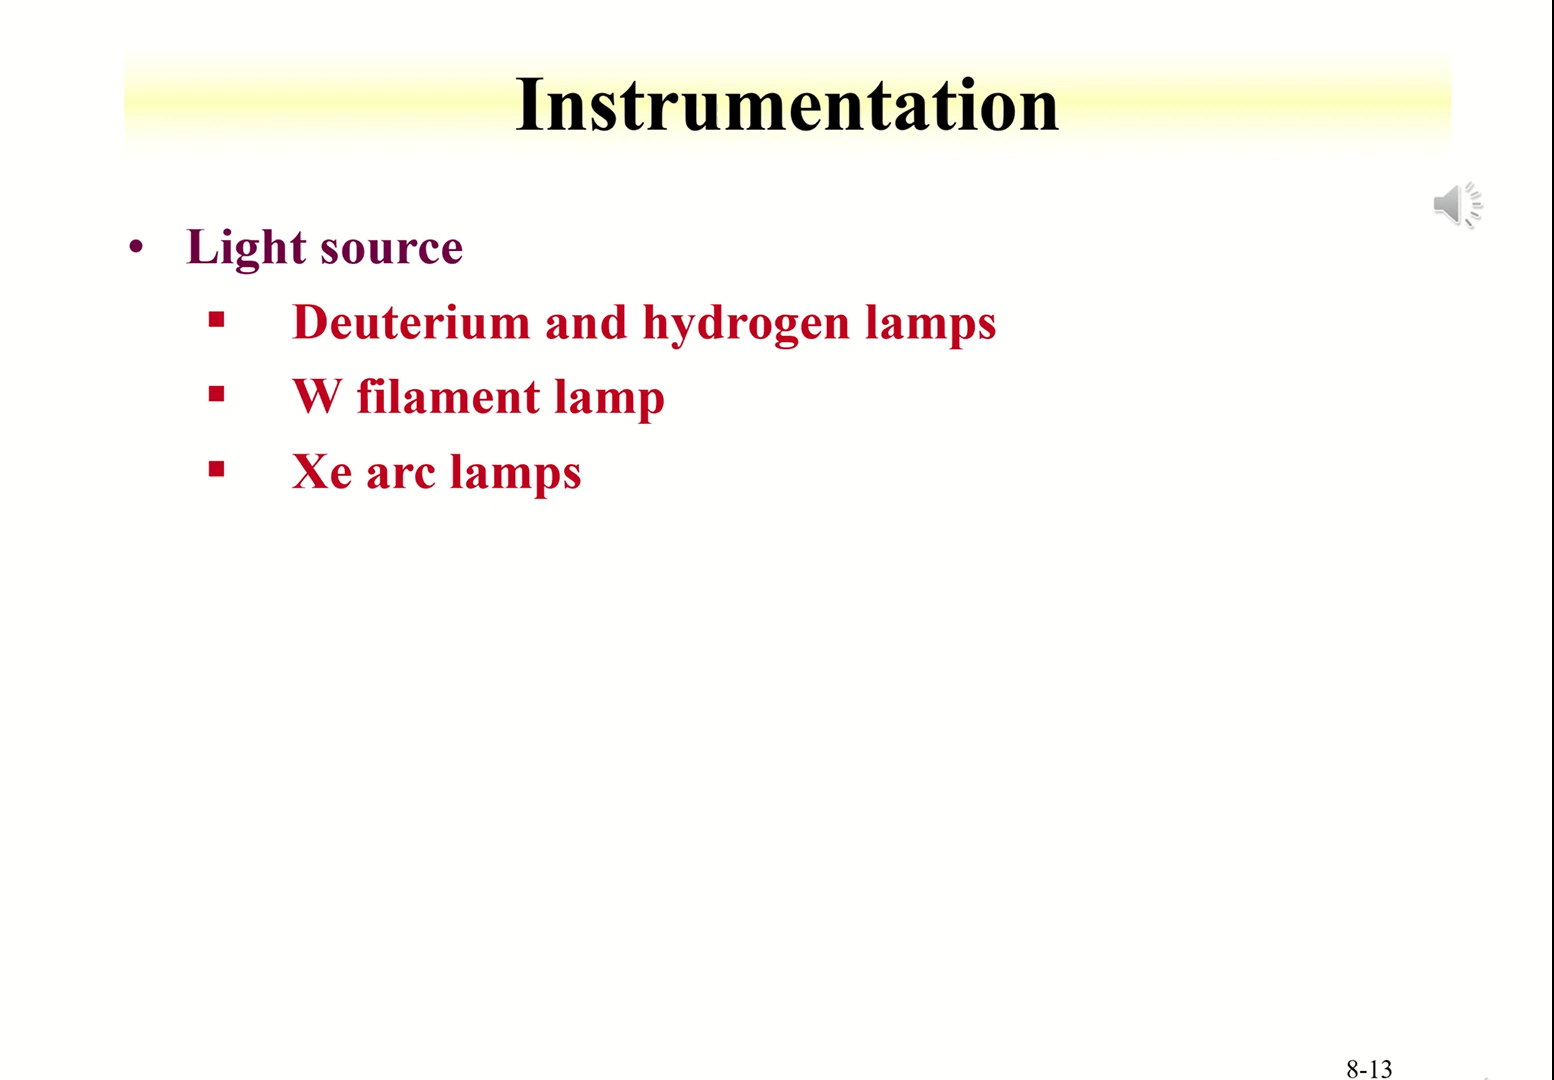 Instrumentation
• Light source
▪ Deuterium and hydrogen lamps
▪ W filament lamp
▪ Xe arc lamps
8-13